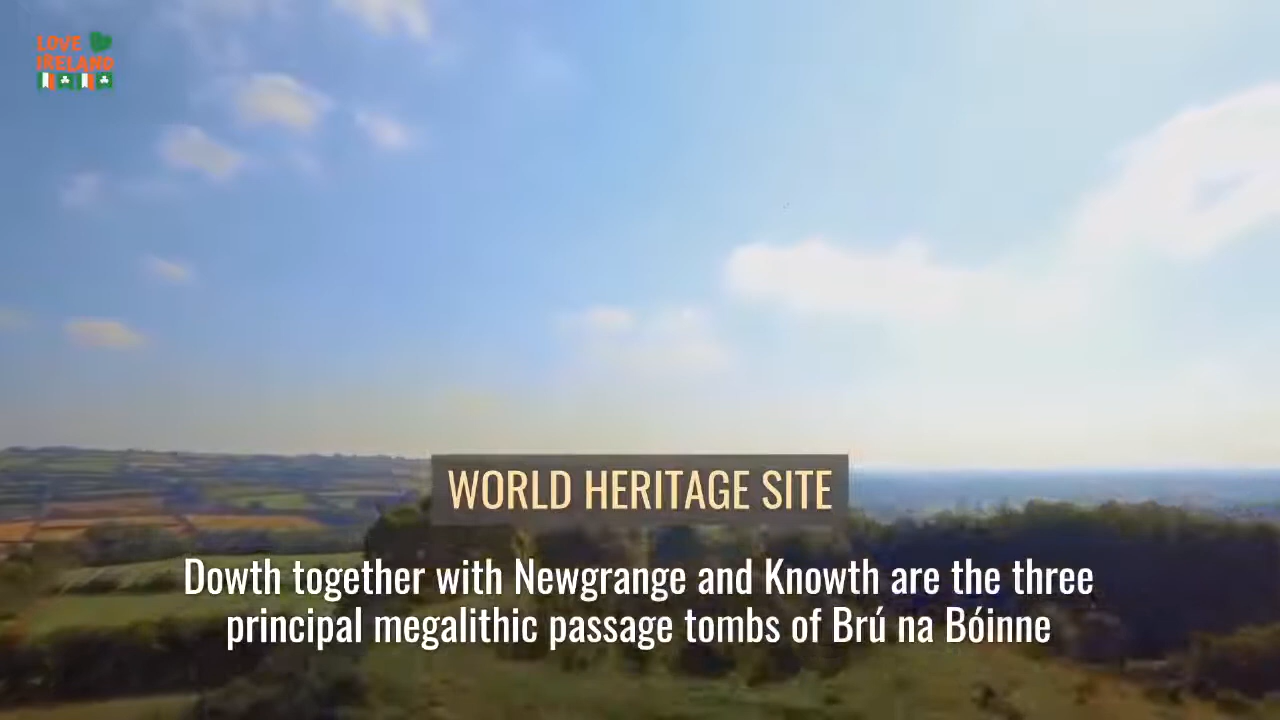 LOVE
IRELAND
WORLD HERITAGE SITE
Dowth together with Newgrange and Knowth are the three
principal megalithic passage tombs of Brú na Bóinne